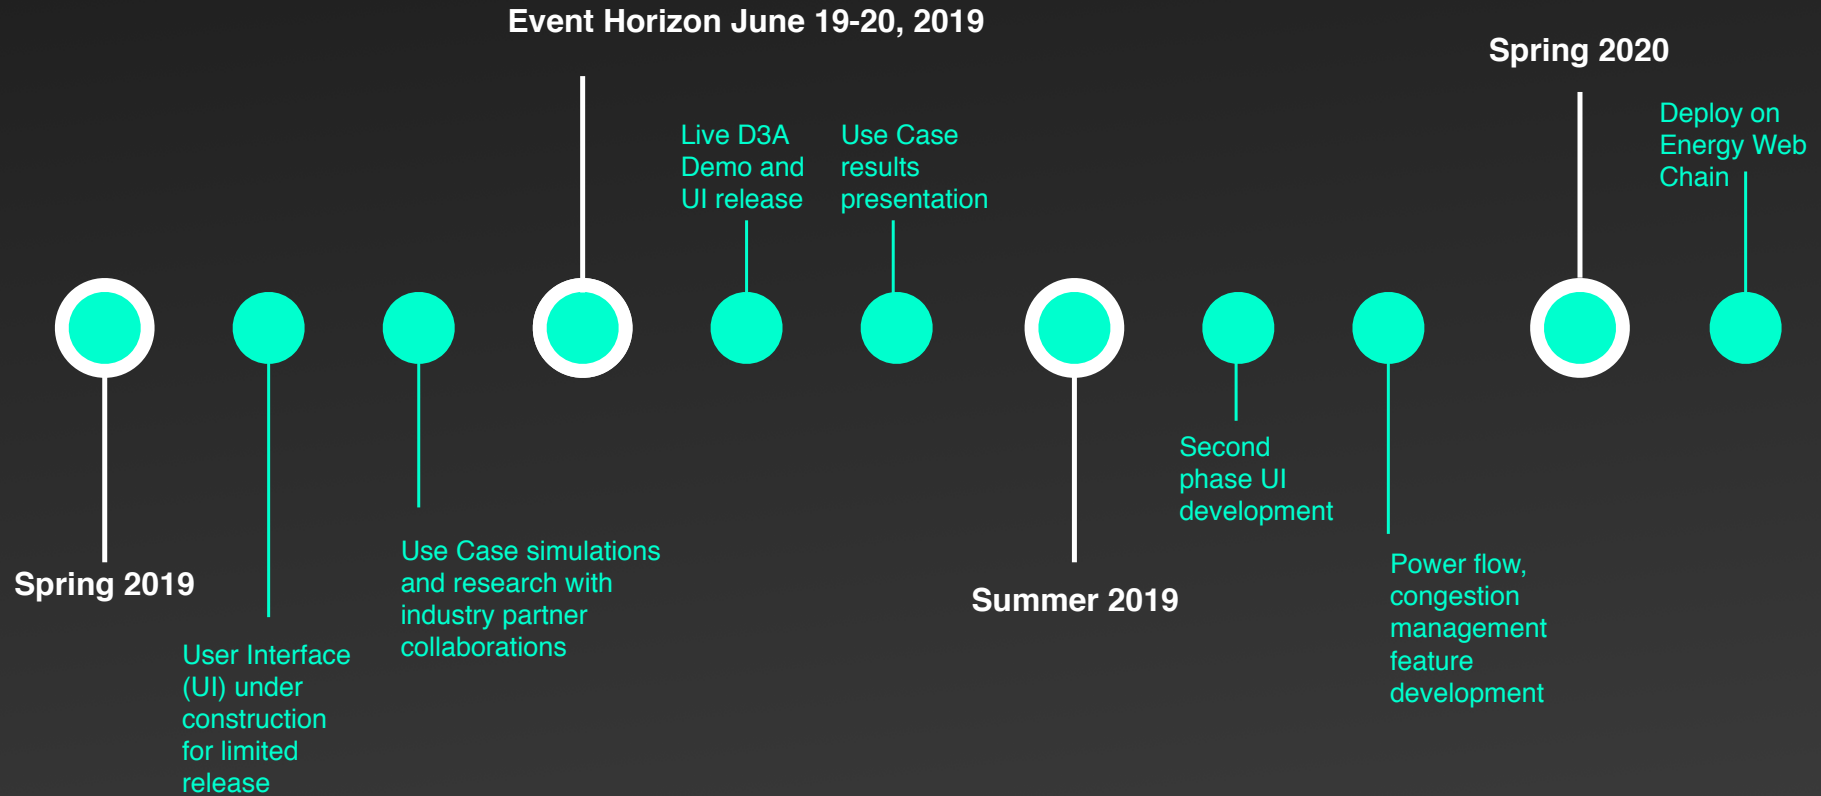 Spring 2019
User Interface
(UI) under
construction
for limited
release
Use Case simulations
and research with
industry partner
collaborations
Event Horizon June 19-20, 2019
Live D3A
Demo and
UI release
Use Case
results
presentation
Summer 2019
Second
phase UI
development
Power flow,
congestion
management
feature
development
Spring 2020
Deploy on
Energy Web
Chain